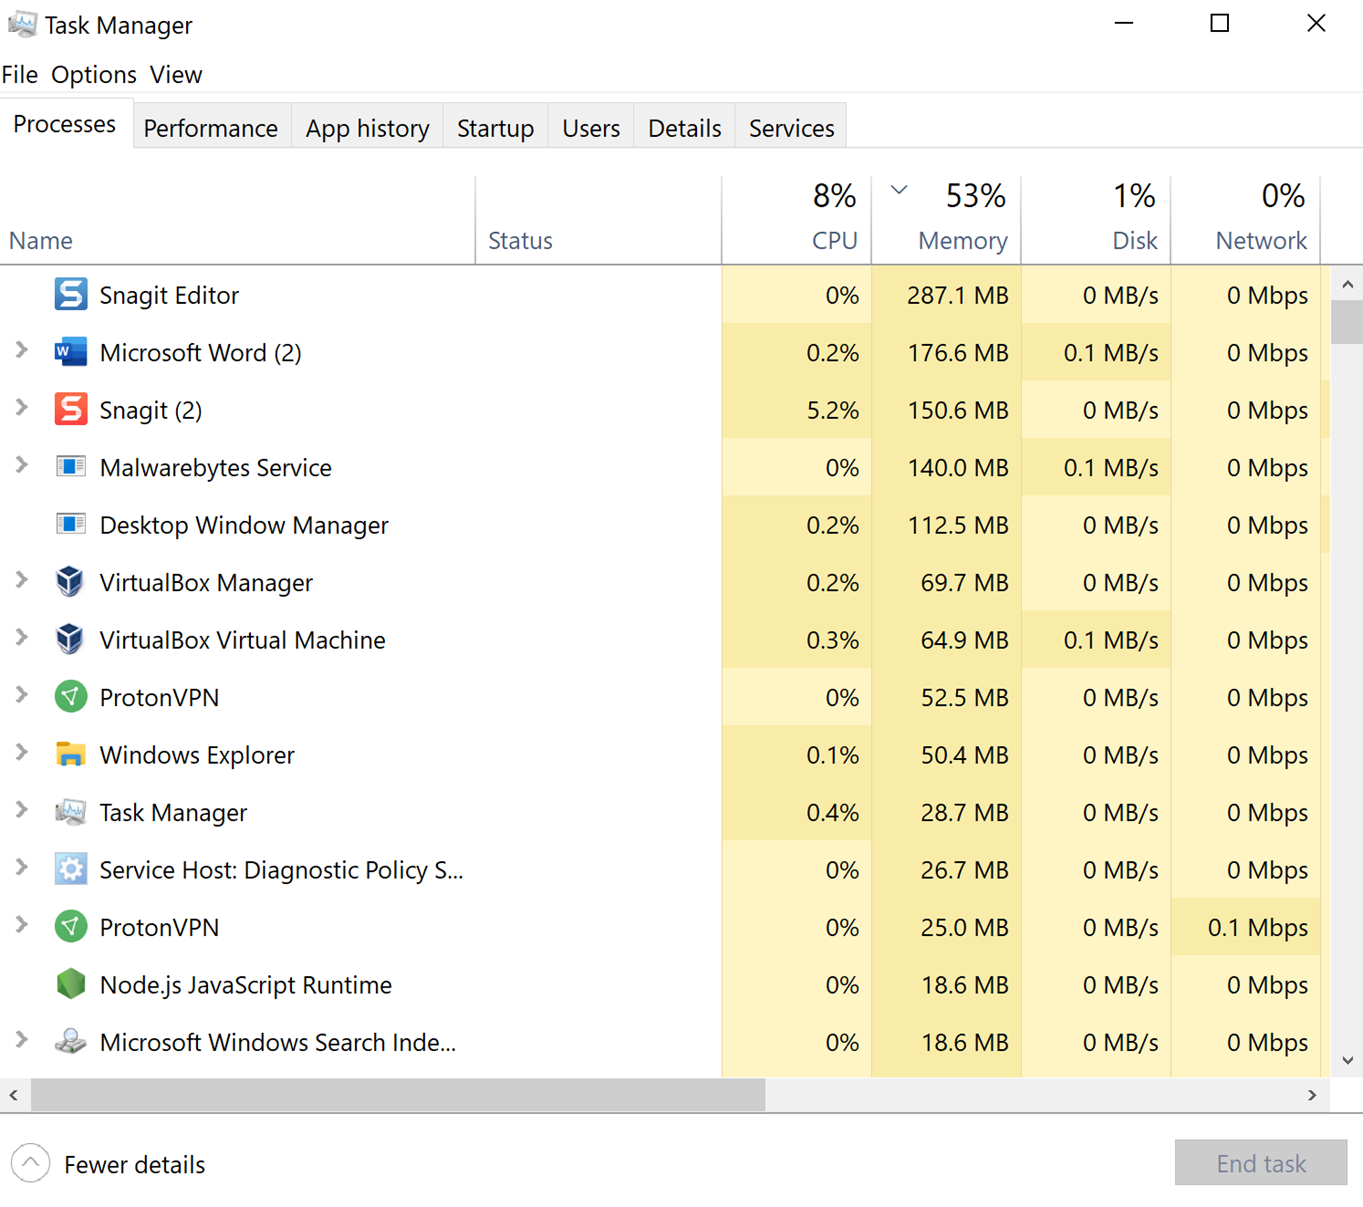 Task Manager
File Options View
Processes Performance App history Startup Users Details Services
8% 53% 1% 0%
Name Status CPU Memory Disk Network
Snagit Editor 0% 287.1 MB 0 MB/s 0 Mbps
Microsoft Word (2) 0.2% 176.6 MB 0.1 MB/s 0 Mbps
Snagit (2) 5.2% 150.6 MB 0 MB/s 0 Mbps
Malwarebytes Service 0% 140.0 MB 0.1 MB/s 0 Mbps
Desktop Window Manager 0.2% 112.5 MB 0 MB/s 0 Mbps
VirtualBox Manager 0.2% 69.7 MB 0 MB/s 0 Mbps
VirtualBox Virtual Machine 0.3% 64.9 MB 0.1 MB/s 0 Mbps
ProtonVPN 0% 52.5 MB 0 MB/s 0 Mbps
Windows Explorer 0.1% 50.4 MB 0 MB/s 0 Mbps
Task Manager 0.4% 28.7 MB 0 MB/s 0 Mbps
Service Host: Diagnostic Policy S... 0% 26.7 MB 0 MB/s 0 Mbps
ProtonVPN 0% 25.0 MB 0 MB/s 0.1 Mbps
Node.js JavaScript Runtime 0% 18.6 MB 0 MB/s 0 Mbps
Microsoft Windows Search Inde... 0% 18.6 MB 0 MB/s 0 Mbps
Fewer details End task